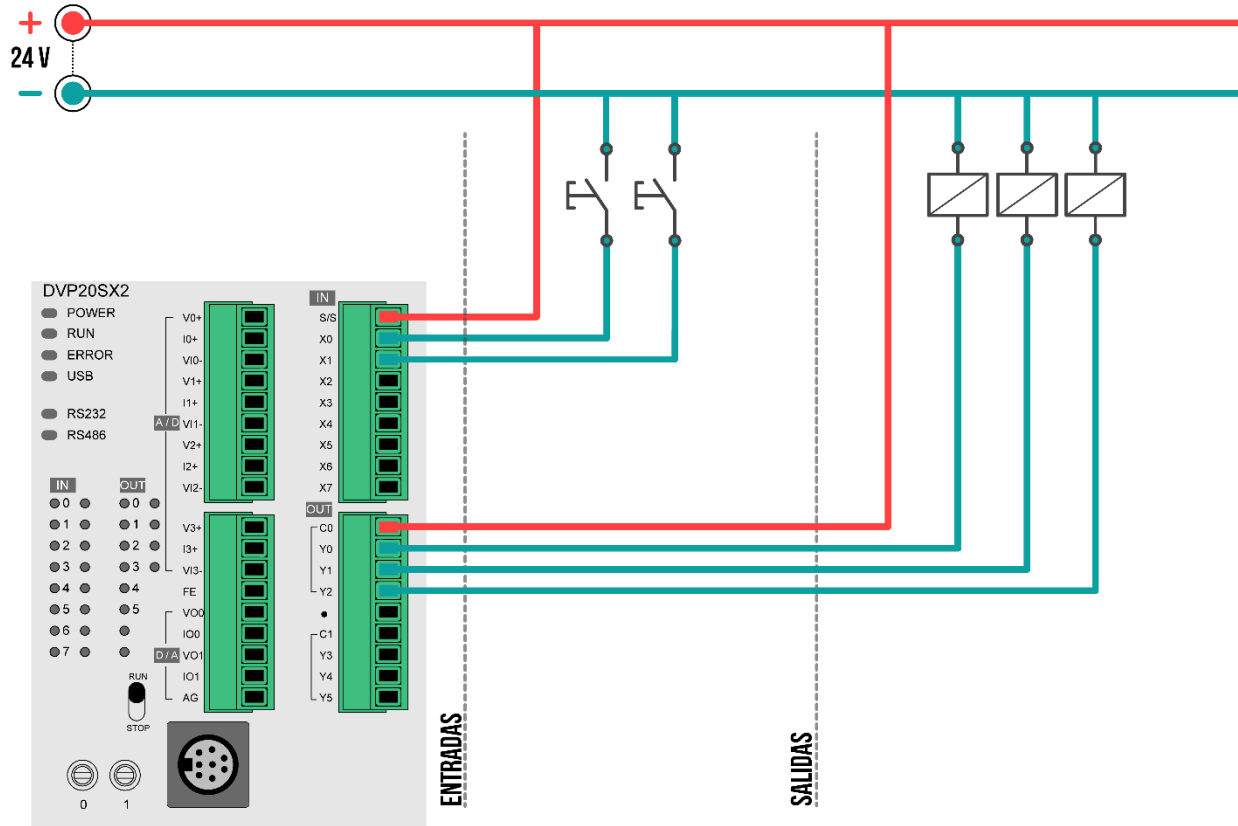 +
24 V
−
DVP20SX2
POWER
RUN
ERROR
USB
RS232
RS486
IN
0
1
2
3
4
5
6
7
OUT
0
1
2
3
4
5
RUN
STOP
0 1
A / D
V0+
I0+
VI0-
V1+
I1+
VI1-
V2+
I2+
VI2-
V3+
I3+
VI3-
FE
D / A
VO0
IO0
VO1
IO1
AG
IN
S/S
X0
X1
X2
X3
X4
X5
X6
X7
OUT
C0
Y0
Y1
Y2
•
C1
Y3
Y4
Y5
ENTRADAS
SALIDAS